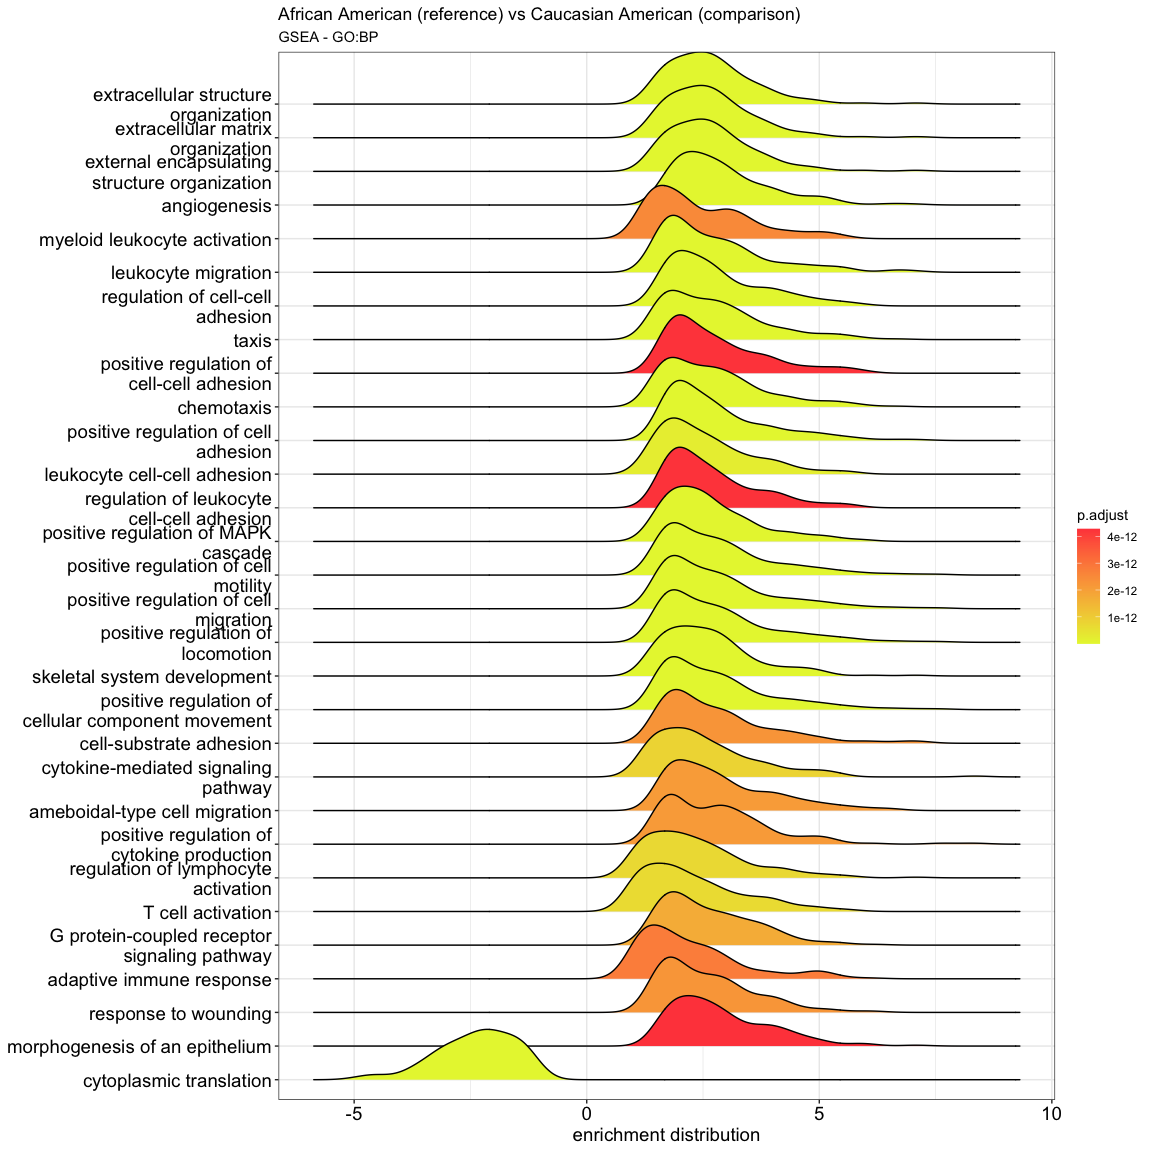 African American (reference) vs Caucasian American (comparison)
GSEA - GO:BP
extracellular structure
organization
extracellular matrix
organization
external encapsulating
structure organization
angiogenesis
myeloid leukocyte activation
leukocyte migration
regulation of cell-cell
adhesion
taxis
positive regulation of
cell-cell adhesion
chemotaxis
positive regulation of cell
adhesion
leukocyte cell-cell adhesion
regulation of leukocyte
cell-cell adhesion
positive regulation of MAPK
cascade
positive regulation of cell
motility
positive regulation of cell
migration
positive regulation of
locomotion
skeletal system development
positive regulation of
cellular component movement
cell-substrate adhesion
cytokine-mediated signaling
pathway
ameboidal-type cell migration
positive regulation of
cytokine production
regulation of lymphocyte
activation
T cell activation
G protein-coupled receptor
signaling pathway
adaptive immune response
response to wounding
morphogenesis of an epithelium
cytoplasmic translation
-5
0
5
10
enrichment distribution
p.adjust
4e-12
3e-12
2e-12
1e-12